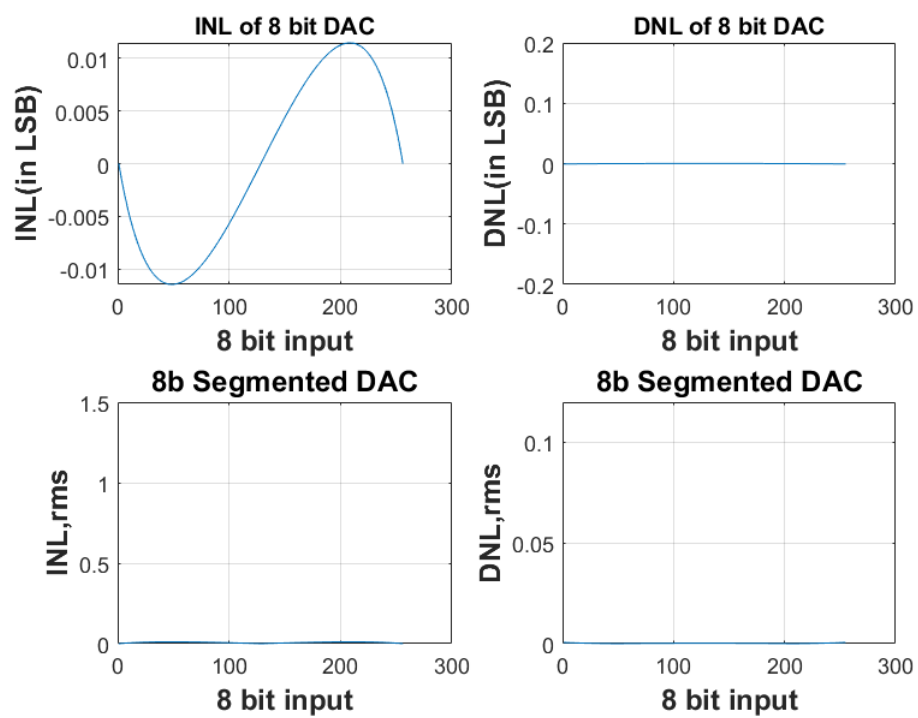 INL of 8 bit DAC
INL(in LSB)
0.01
0.005
0
-0.005
-0.01
0 100 200 300
8 bit input
DNL of 8 bit DAC
DNL(in LSB)
0.2
0.1
0
-0.1
-0.2
0 100 200 300
8 bit input
8b Segmented DAC
INL,rms
1.5
1
0.5
0
0 100 200 300
8 bit input
8b Segmented DAC
DNL,rms
0.1
0.05
0
0 100 200 300
8 bit input